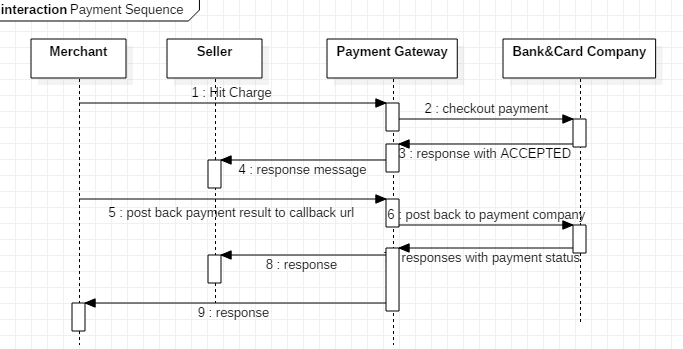 interaction Payment Sequence
Merchant
Seller
Payment Gateway
Bank&Card Company
1 : Hit Charge
2 : checkout payment
3 : response with ACCEPTED
4 : response message
5 : post back payment result to callback url
6 : post back to payment company
responses with payment status
8 : response
9 : response